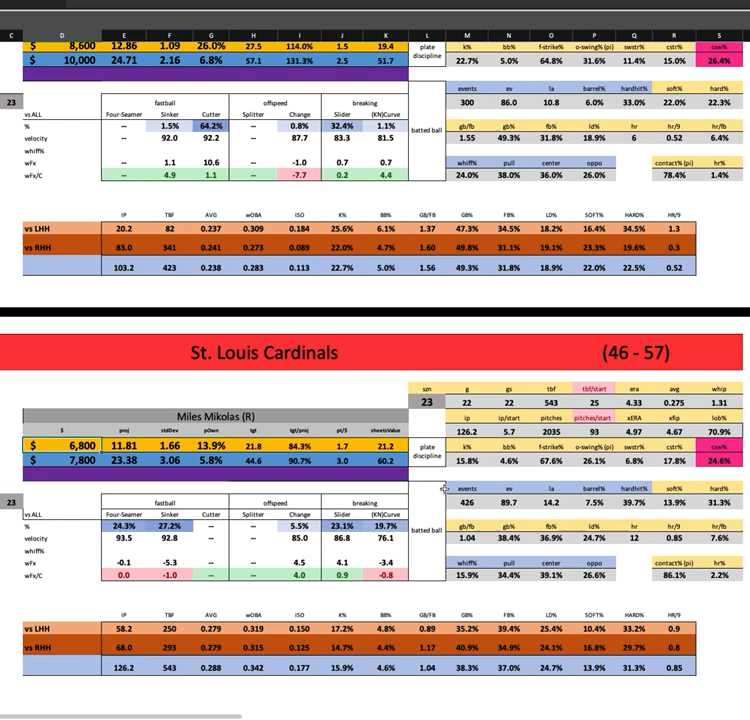 C D E F G H I J K L M N O P Q R S
$ 8,600 12.86 1.09 26.0% 27.5 114.0% 1.5 19.4 plate discipline k% bb% f-strike% o-swing% (pi) swstr% cstr% csw%
$ 10,000 24.71 2.16 6.8% 57.1 131.3% 2.5 51.7 22.7% 5.0% 64.8% 31.6% 11.4% 15.0% 26.4%
events ev la barrel% hardhit% soft% hard%
23 fastball offspeed breaking 300 86.0 10.8 6.0% 33.0% 22.0% 22.3%
vs ALL Four-Seamer Sinker Cutter Splitter Change Slider (KN)Curve
% -- 1.5% 64.2% -- 0.8% 32.4% 1.1% batted ball gb/fb gb% fb% ld% hr hr/9 hr/fb
velocity -- 92.0 92.2 -- 87.7 83.3 81.5 1.55 49.3% 31.8% 18.9% 6 0.52 6.4%
whiff%
wFx 1.1 10.6 -1.0 0.7 0.7 whiff% pull center oppo contact% (pi) hr%
wFx/C -- 4.9 1.1 -- -7.7 0.2 4.4 24.0% 38.0% 36.0% 26.0% 78.4% 1.4%
IP TBF AVG wOBA ISO K% BB% GB/FB GB% FB% LD% SOFT% HARD% HR/9
vs LHH 20.2 82 0.237 0.309 0.184 25.6% 6.1% 1.37 47.3% 34.5% 18.2% 16.4% 34.5% 1.3
vs RHH 83.0 341 0.241 0.273 0.089 22.0% 4.7% 1.60 49.8% 31.1% 19.1% 23.3% 19.6% 0.3
103.2 423 0.238 0.283 0.113 22.7% 5.0% 1.56 49.3% 31.8% 18.9% 22.0% 22.5% 0.52
St. Louis Cardinals (46 - 57)
szn g gs tbf tbf/start era avg whip
23 22 22 543 25 4.33 0.275 1.31
Miles Mikolas (R) ip ip/start pitches pitches/start xERA xfip lob%
$ proj stdDev pOwn tgt tgt/proj pt/$ sheetsValue 126.2 5.7 2035 93 4.97 4.67 70.9%
$ 6,800 11.81 1.66 13.9% 21.8 84.3% 1.7 21.2 plate discipline k% bb% f-strike% o-swing% (pi) swstr% cstr% csw%
$ 7,800 23.38 3.06 5.8% 44.6 90.7% 3.0 60.2 15.8% 4.6% 67.6% 26.1% 6.8% 17.8% 24.6%
events ev la barrel% hardhit% soft% hard%
23 fastball offspeed breaking 426 89.7 14.2 7.5% 39.7% 13.9% 31.3%
vs ALL Four-Seamer Sinker Cutter Splitter Change Slider (KN)Curve
% 24.3% 27.2% -- -- 5.5% 23.1% 19.7% batted ball gb/fb gb% fb% ld% hr hr/9 hr/fb
velocity 93.5 92.8 -- -- 85.0 86.8 76.1 1.04 38.4% 36.9% 24.7% 12 0.85 7.6%
whiff%
wFx -0.1 -5.3 4.5 4.1 -3.4 whiff% pull center oppo contact% (pi) hr%
wFx/C 0.0 -1.0 -- -- 4.0 0.9 -0.8 15.9% 34.4% 39.1% 26.6% 86.1% 2.2%
IP TBF AVG wOBA ISO K% BB% GB/FB GB% FB% LD% SOFT% HARD% HR/9
vs LHH 58.2 250 0.279 0.319 0.150 17.2% 4.8% 0.89 35.2% 39.4% 25.4% 10.4% 33.2% 0.9
vs RHH 68.0 293 0.279 0.315 0.125 14.7% 4.4% 1.17 40.9% 34.9% 24.1% 16.8% 29.7% 0.8
126.2 543 0.288 0.342 0.177 15.9% 4.6% 1.04 38.3% 37.0% 24.7% 13.9% 31.3% 0.85